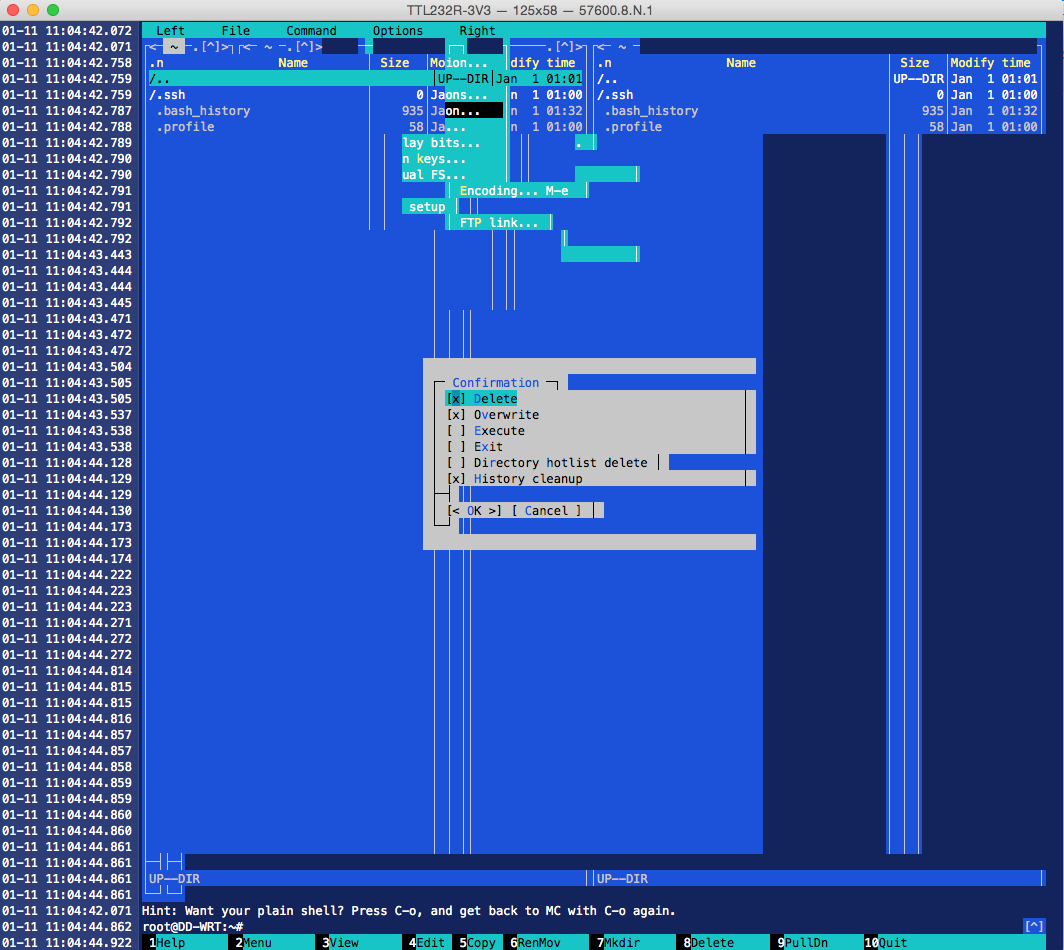 TTL232R-3V3 — 125x58 — 57600.8.N.1
01-11 11:04:42.072 Left File Command Options Right
01-11 11:04:42.071 ┌<─ ~ ─.[^]>┐┌<─ ~ ─.[^]> ─────.[^]>┐┌<─ ~ ─
01-11 11:04:42.758 .n Name Size Moion... dify time .n Name Size Modify time
01-11 11:04:42.759 /.. UP--DIR Jan 1 01:01 /.. UP--DIR Jan 1 01:01
01-11 11:04:42.759 /.ssh 0 Jaons... n 1 01:00 /.ssh 0 Jan 1 01:00
01-11 11:04:42.787 .bash_history 935 Jaon... n 1 01:32 .bash_history 935 Jan 1 01:32
01-11 11:04:42.788 .profile 58 Ja... n 1 01:00 .profile 58 Jan 1 01:00
01-11 11:04:42.789 lay bits... .
01-11 11:04:42.790 n keys...
01-11 11:04:42.790 ual FS...
01-11 11:04:42.791 Encoding... M-e
01-11 11:04:42.791 setup
01-11 11:04:42.792 FTP link...
01-11 11:04:42.792
01-11 11:04:43.443
01-11 11:04:43.444
01-11 11:04:43.444
01-11 11:04:43.445
01-11 11:04:43.471
01-11 11:04:43.472
01-11 11:04:43.472
01-11 11:04:43.504
01-11 11:04:43.505 Confirmation
01-11 11:04:43.505 [x] Delete
01-11 11:04:43.537 [x] Overwrite
01-11 11:04:43.538 [ ] Execute
01-11 11:04:43.538 [ ] Exit
01-11 11:04:44.128 [ ] Directory hotlist delete
01-11 11:04:44.129 [x] History cleanup
01-11 11:04:44.129
01-11 11:04:44.130 [< OK >] [ Cancel ]
01-11 11:04:44.173
01-11 11:04:44.173
01-11 11:04:44.174
01-11 11:04:44.222
01-11 11:04:44.223
01-11 11:04:44.223
01-11 11:04:44.271
01-11 11:04:44.272
01-11 11:04:44.272
01-11 11:04:44.814
01-11 11:04:44.815
01-11 11:04:44.815
01-11 11:04:44.816
01-11 11:04:44.857
01-11 11:04:44.857
01-11 11:04:44.858
01-11 11:04:44.859
01-11 11:04:44.859
01-11 11:04:44.860
01-11 11:04:44.860
01-11 11:04:44.861
01-11 11:04:44.861
01-11 11:04:44.861 UP--DIR UP--DIR
01-11 11:04:44.861
01-11 11:04:42.071 Hint: Want your plain shell? Press C-o, and get back to MC with C-o again.
01-11 11:04:44.862 root@DD-WRT:~# [^]
01-11 11:04:44.922 1Help 2Menu 3View 4Edit 5Copy 6RenMov 7Mkdir 8Delete 9PullDn 10Quit